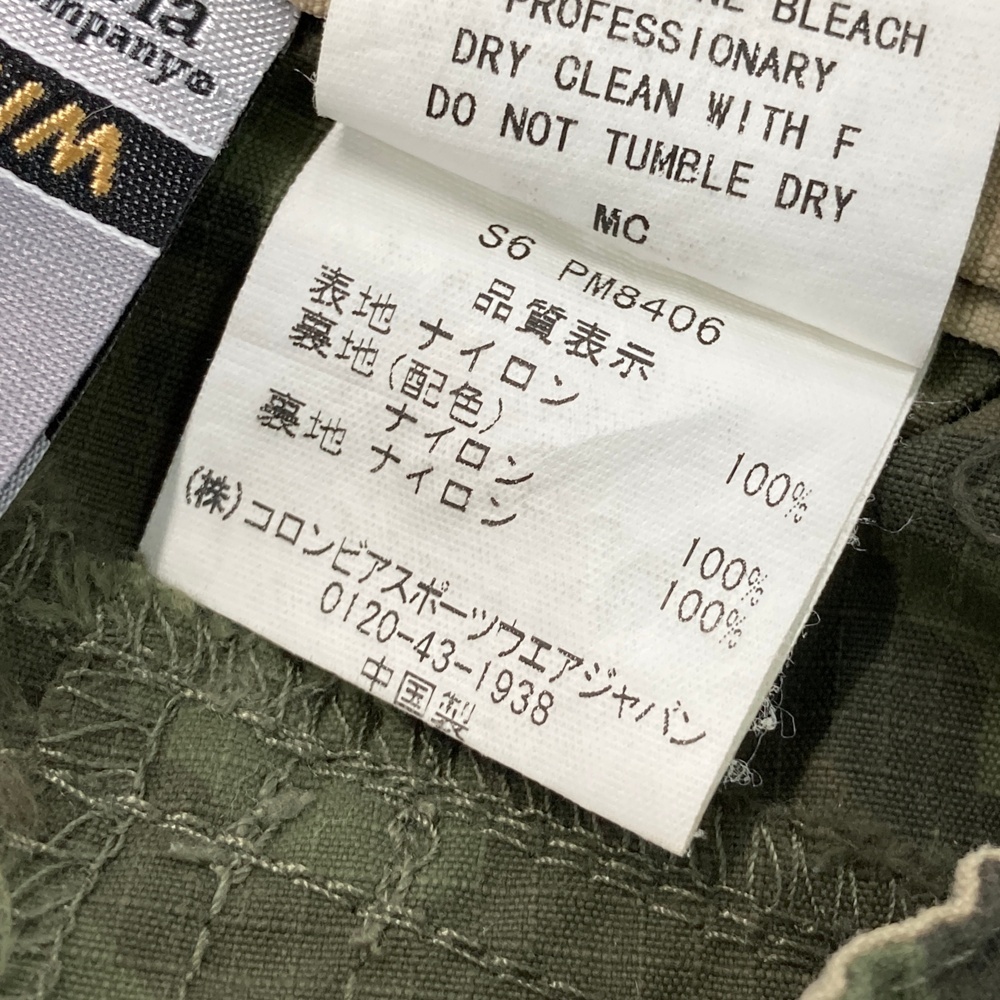 ompany®
WIM
BLEACH
PROFESSIONARY
DRY CLEAN WITH F
DO NOT TUMBLE DRY
MC
S6 PM8406
品質表示
表地 ナイロン 100%
裏地(配色)
ナイロン 100%
裏地 ナイロン 100%
(株)コロンビアスポーツウエアジャパン
0120-43-1938
中国製